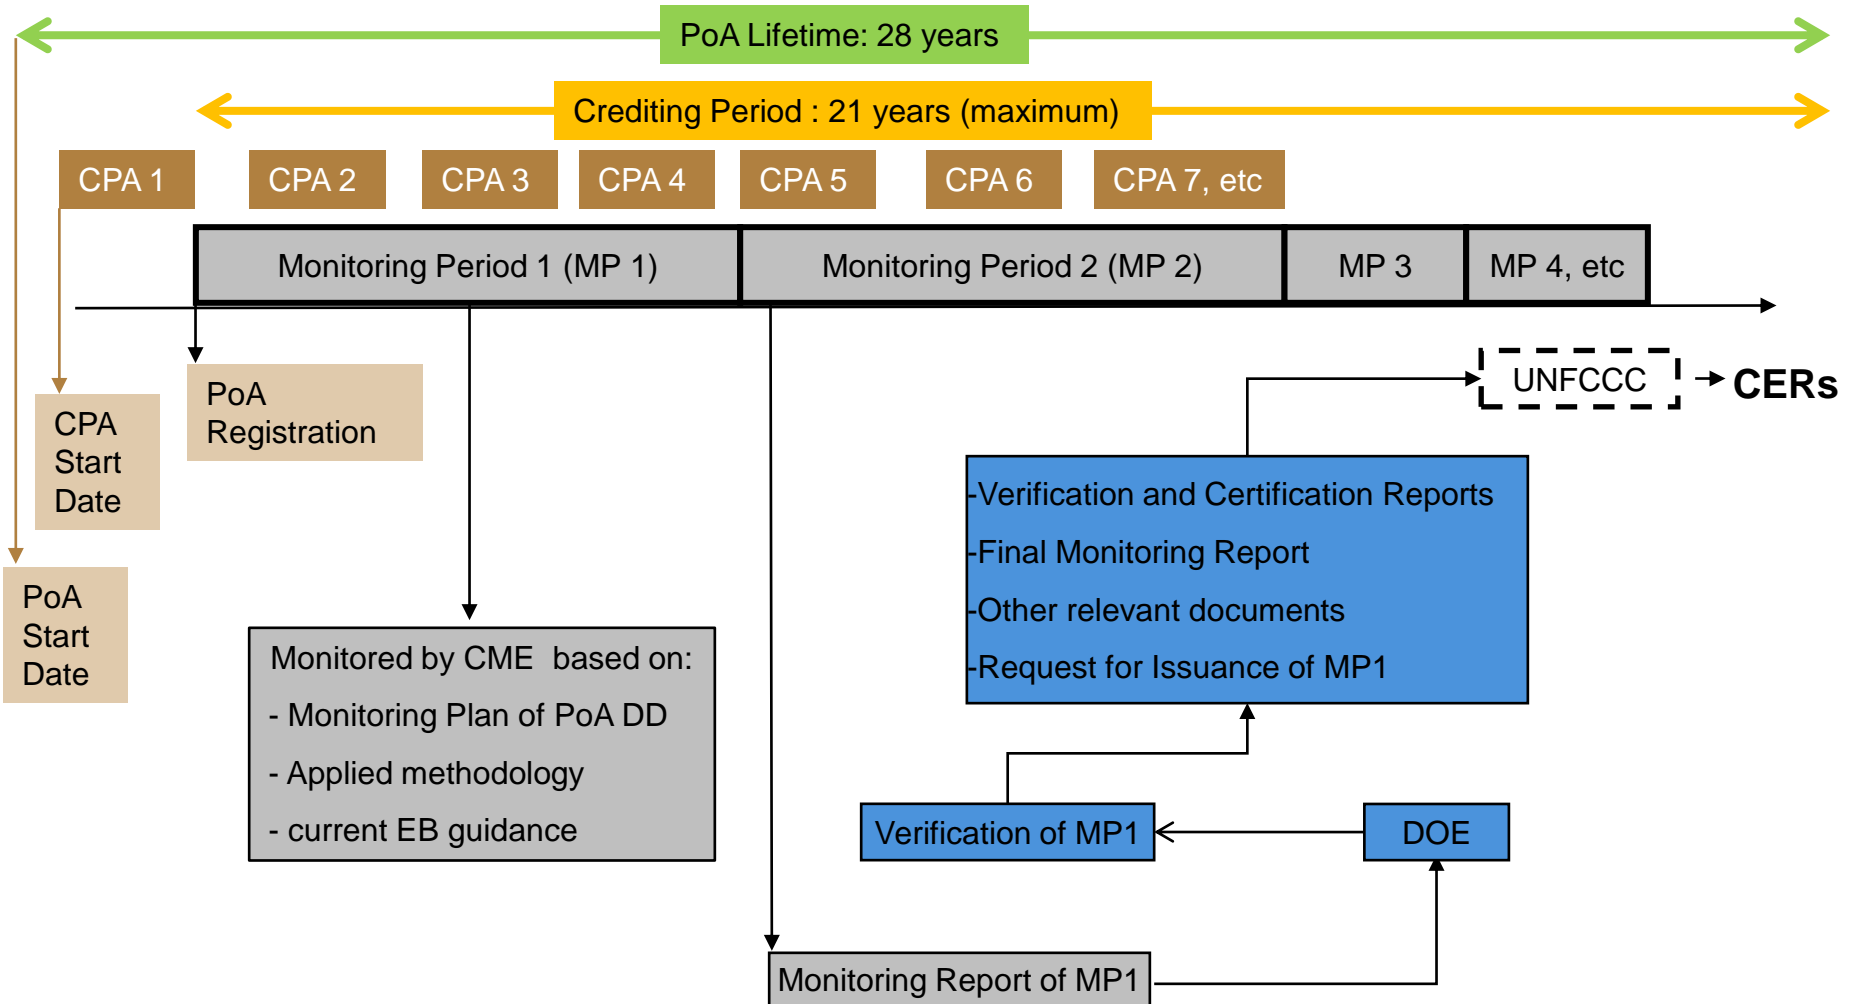 PoA Lifetime: 28 years
Crediting Period : 21 years (maximum)
CPA 1
CPA 2
CPA 3
CPA 4
CPA 5
CPA 6
CPA 7, etc
Monitoring Period 1 (MP 1)
Monitoring Period 2 (MP 2)
MP 3
MP 4, etc
PoA
Registration
CPA
Start
Date
PoA
Start
Date
UNFCCC
CERs
Monitored by CME  based on:
- Monitoring Plan of PoA DD
- Applied methodology
- current EB guidance
-Verification and Certification Reports
-Final Monitoring Report
-Other relevant documents
-Request for Issuance of MP1
Verification of MP1
DOE
Monitoring Report of MP1